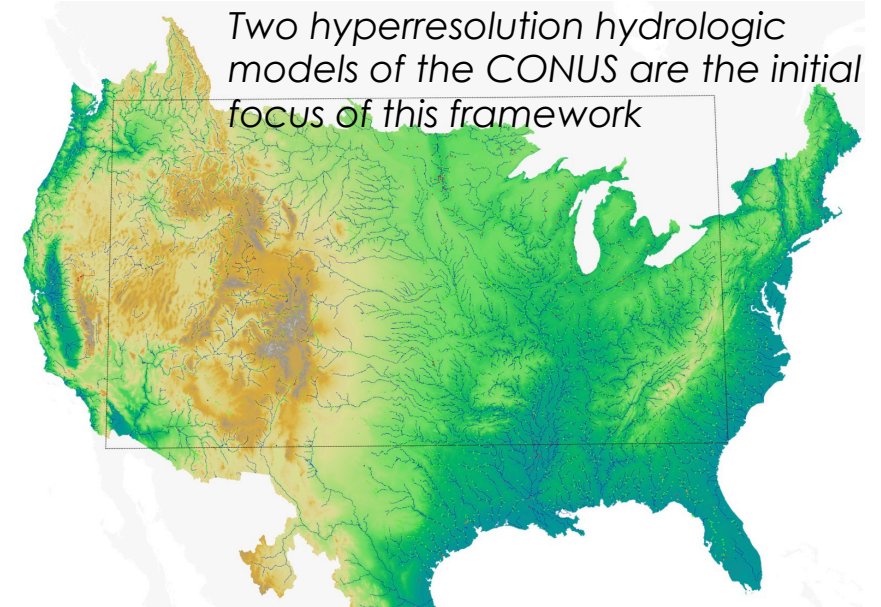 Two hyperresolution hydrologic
models of the CONUS are the initial
focus of this framework